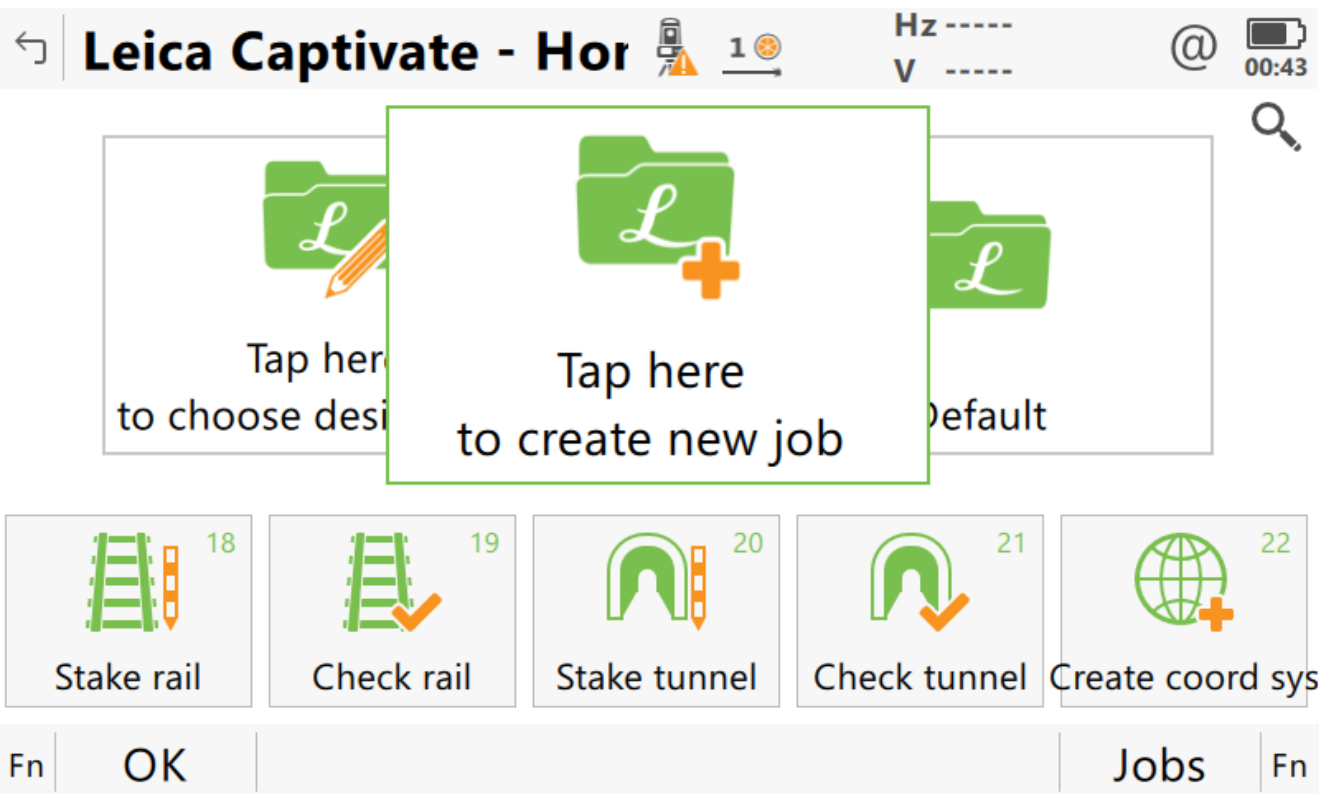 Leica Captivate - Hor
1
Hz -----
V -----
@
00:43
Tap her
to choose desi
Tap here
to create new job
Default
18
Stake rail
19
Check rail
20
Stake tunnel
21
Check tunnel
22
Create coord sys
Fn
OK
Jobs
Fn